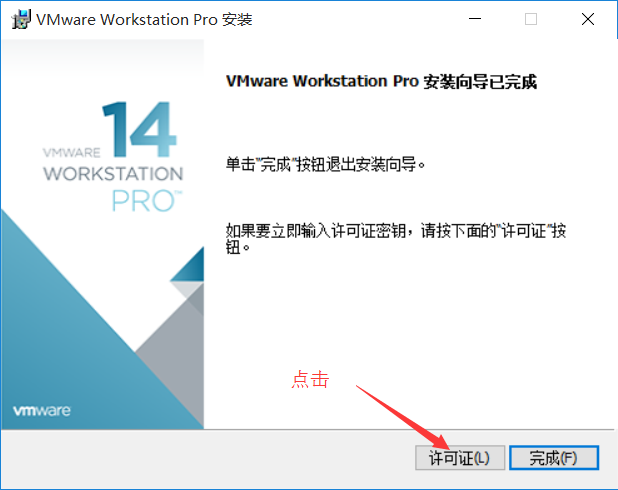 VMware Workstation Pro 安装
VMware Workstation Pro 安装向导已完成
14
VMWARE
WORKSTATION
PRO™
单击"完成"按钮退出安装向导。
如果要立即输入许可证密钥，请按下面的"许可证"按
钮。
点击
vmware
许可证(L)
完成(F)